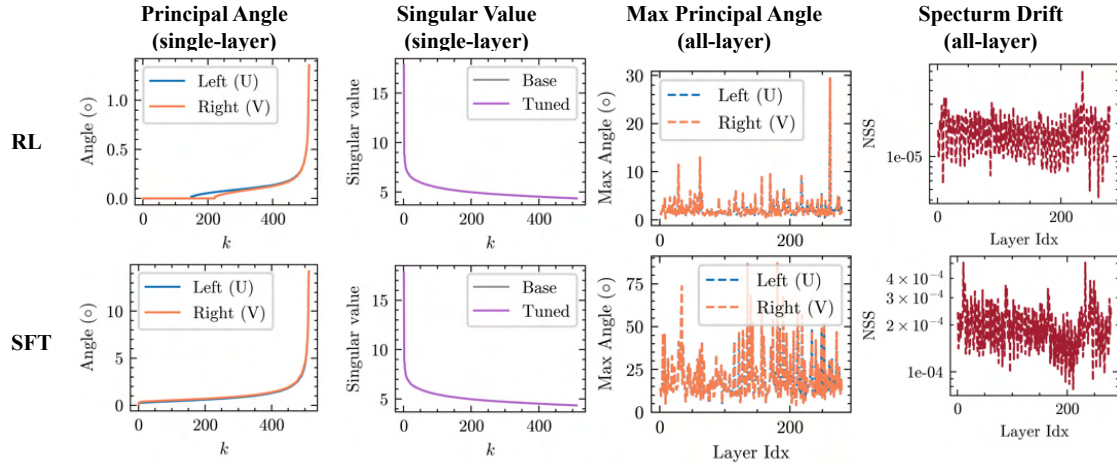 Principal Angle
(single-layer)
Singular Value
(single-layer)
Max Principal Angle
(all-layer)
Specturm Drift
(all-layer)
RL
Angle (○)
1.0
0.5
0.0
Left (U)
Right (V)
0
200
400
k
Singular value
15
10
5
Base
Tuned
0
200
400
k
Max Angle (○)
30
20
10
0
Left (U)
Right (V)
200
NSS
1e-05
0
200
Layer Idx
SFT
Angle (○)
10
5
0
Left (U)
Right (V)
0
200
400
k
Singular value
15
10
5
Base
Tuned
0
200
400
k
Max Angle (○)
75
50
25
0
Left (U)
Right (V)
200
Layer Idx
NSS
4 × 10⁻⁴
3 × 10⁻⁴
2 × 10⁻⁴
1e-04
0
200
Layer Idx